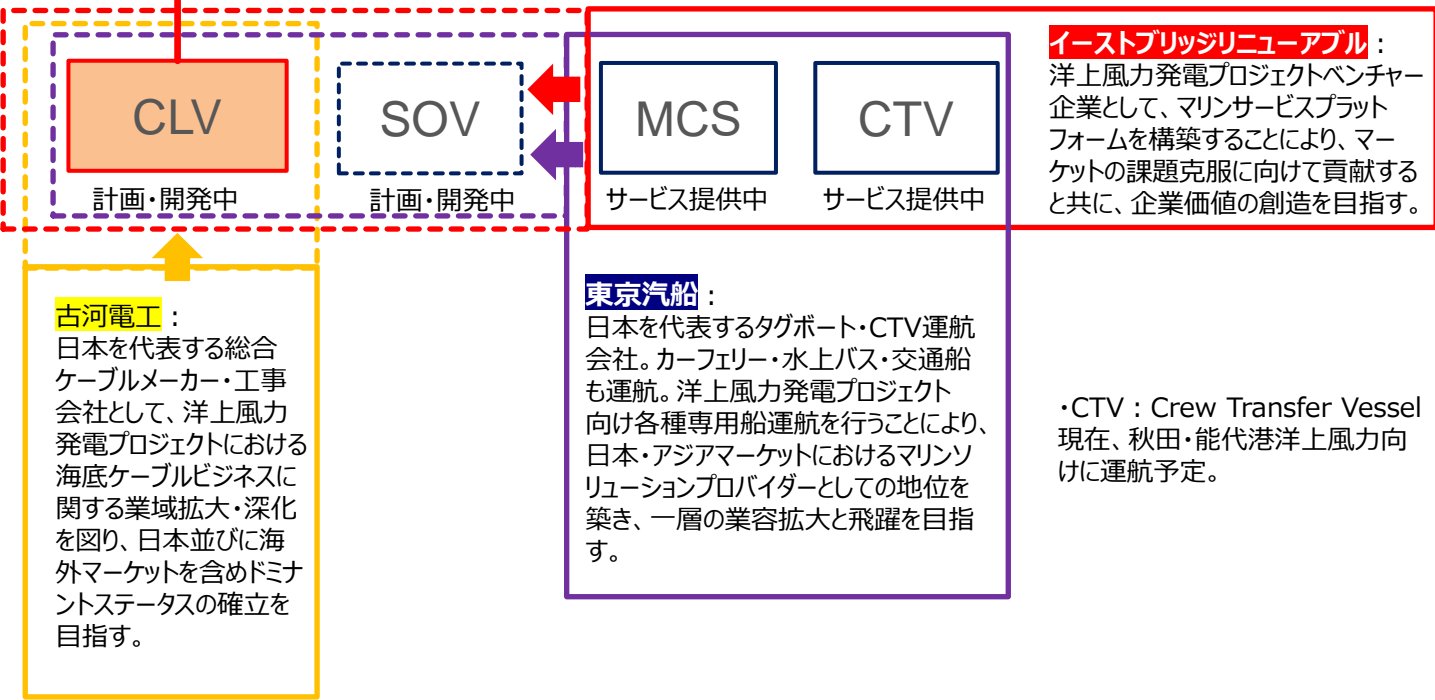 CLV
SOV
MCS
CTV
計画・開発中
計画・開発中
サービス提供中
サービス提供中
イーストブリッジリニューアブル：
洋上風力発電プロジェクトベンチャー
企業として、マリンサービスプラット
フォームを構築することにより、マー
ケットの課題克服に向けて貢献する
と共に、企業価値の創造を目指す。
古河電工：
日本を代表する総合
ケーブルメーカー・工事
会社として、洋上風力
発電プロジェクトにおける
海底ケーブルビジネスに
関する業域拡大・深化
を図り、日本並びに海
外マーケットを含めドミナ
ントステータスの確立を
目指す。
東京汽船：
日本を代表するタグボート・CTV運航
会社。カーフェリー・水上バス・交通船
も運航。洋上風力発電プロジェクト
向け各種専用船運航を行うことにより、
日本・アジアマーケットにおけるマリンソ
リューションプロバイダーとしての地位を
築き、一層の業容拡大と飛躍を目指
す。
・CTV：Crew Transfer Vessel
現在、秋田・能代港洋上風力向
けに運航予定。